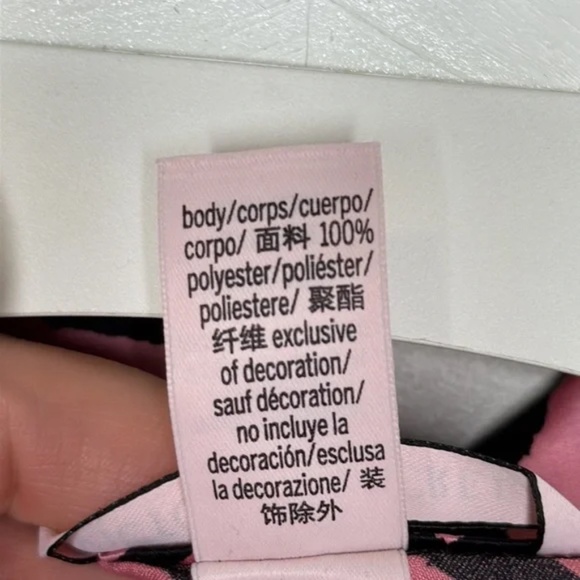 body/corps/cuerpo/
corpo/ 面料 100%
polyester/poliéster/
poliestere/ 聚酯
纤维 exclusive
of decoration/
sauf décoration/
no incluye la
decoración/esclusa
la decorazione/ 装
饰除外